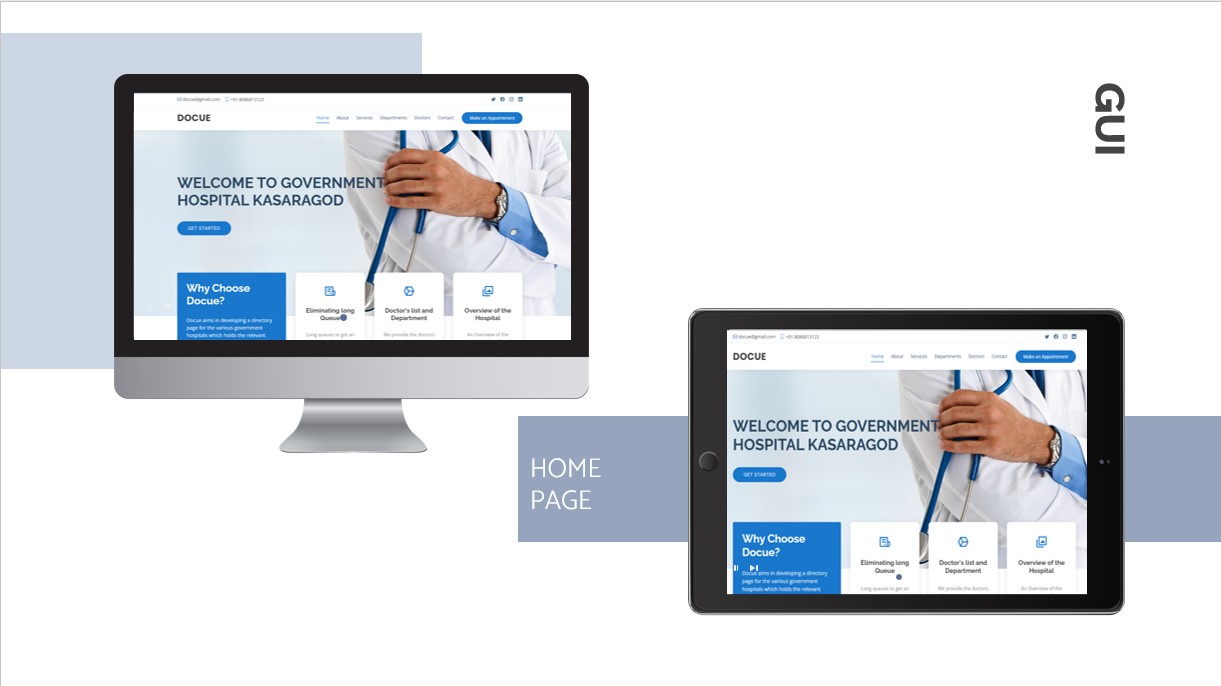 docue@gmail.com +91 8086813123
DOCUE
Home About Services Departments Doctors Contact Make an Appointment
WELCOME TO GOVERNMENT
HOSPITAL KASARAGOD
GET STARTED
Why Choose
Docue?
Docue aims in developing a directory
page for the various government
hospitals which holds the relevant
Eliminating long
Queue
Long queues to get an
Doctor's list and
Department
We provide the doctors
Overview of the
Hospital
An Overview of the
GUI
HOME
PAGE
docue@gmail.com +91 8086813123
DOCUE
Home About Services Departments Doctors Contact Make an Appointment
WELCOME TO GOVERNMENT
HOSPITAL KASARAGOD
GET STARTED
Why Choose
Docue?
Docue aims in developing a directory
page for the various government
hospitals which holds the relevant
Eliminating long
Queue
Long queues to get an
Doctor's list and
Department
We provide the doctors
Overview of the
Hospital
An Overview of the